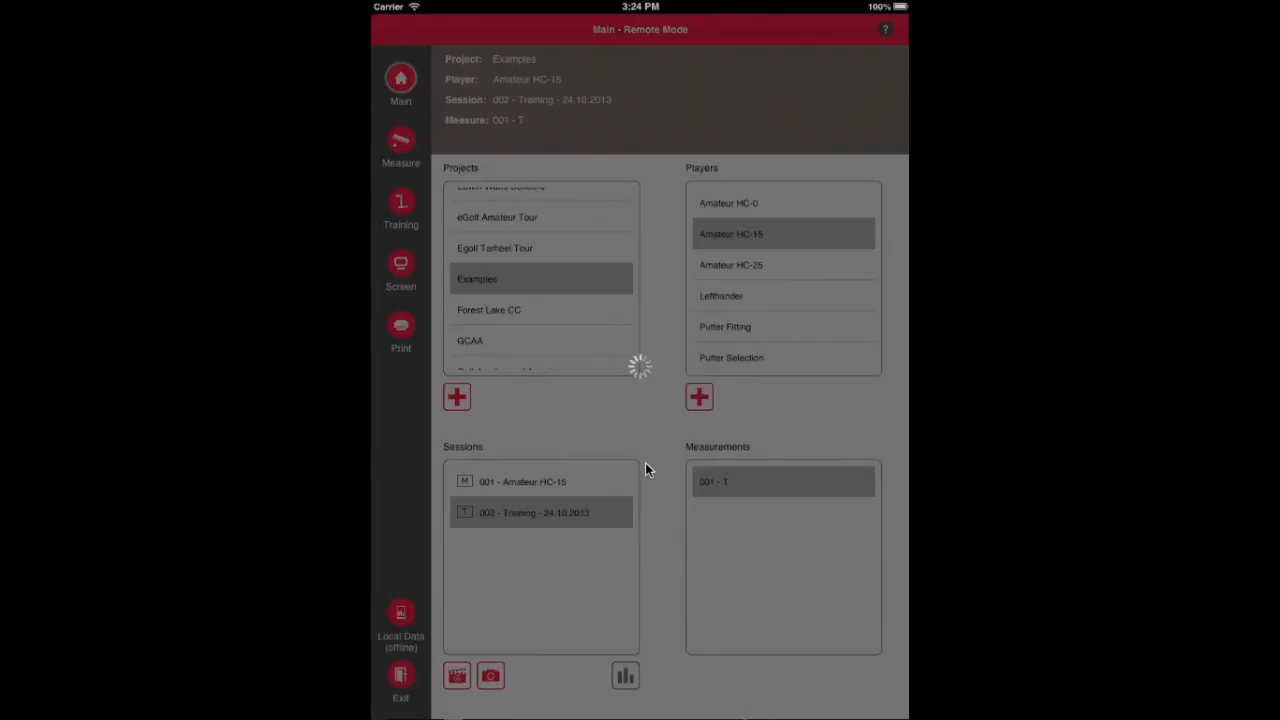 Carrier 3:24 PM 100%
Main - Remote Mode ?
Project: Examples
Player: Amateur HC-15
Session: 002 - Training - 24.10.2013
Measure: 001 - T
Main
Measure
Training
Screen
Print
Local Data
(offline)
Exit
Projects
eGolf Amateur Tour
Egolf Tarheel Tour
Examples
Forest Lake CC
GCAA
Players
Amateur HC-0
Amateur HC-15
Amateur HC-25
Lefthander
Putter Fitting
Putter Selection
Sessions
M 001 - Amateur HC-15
T 002 - Training - 24.10.2013
Measurements
001 - T